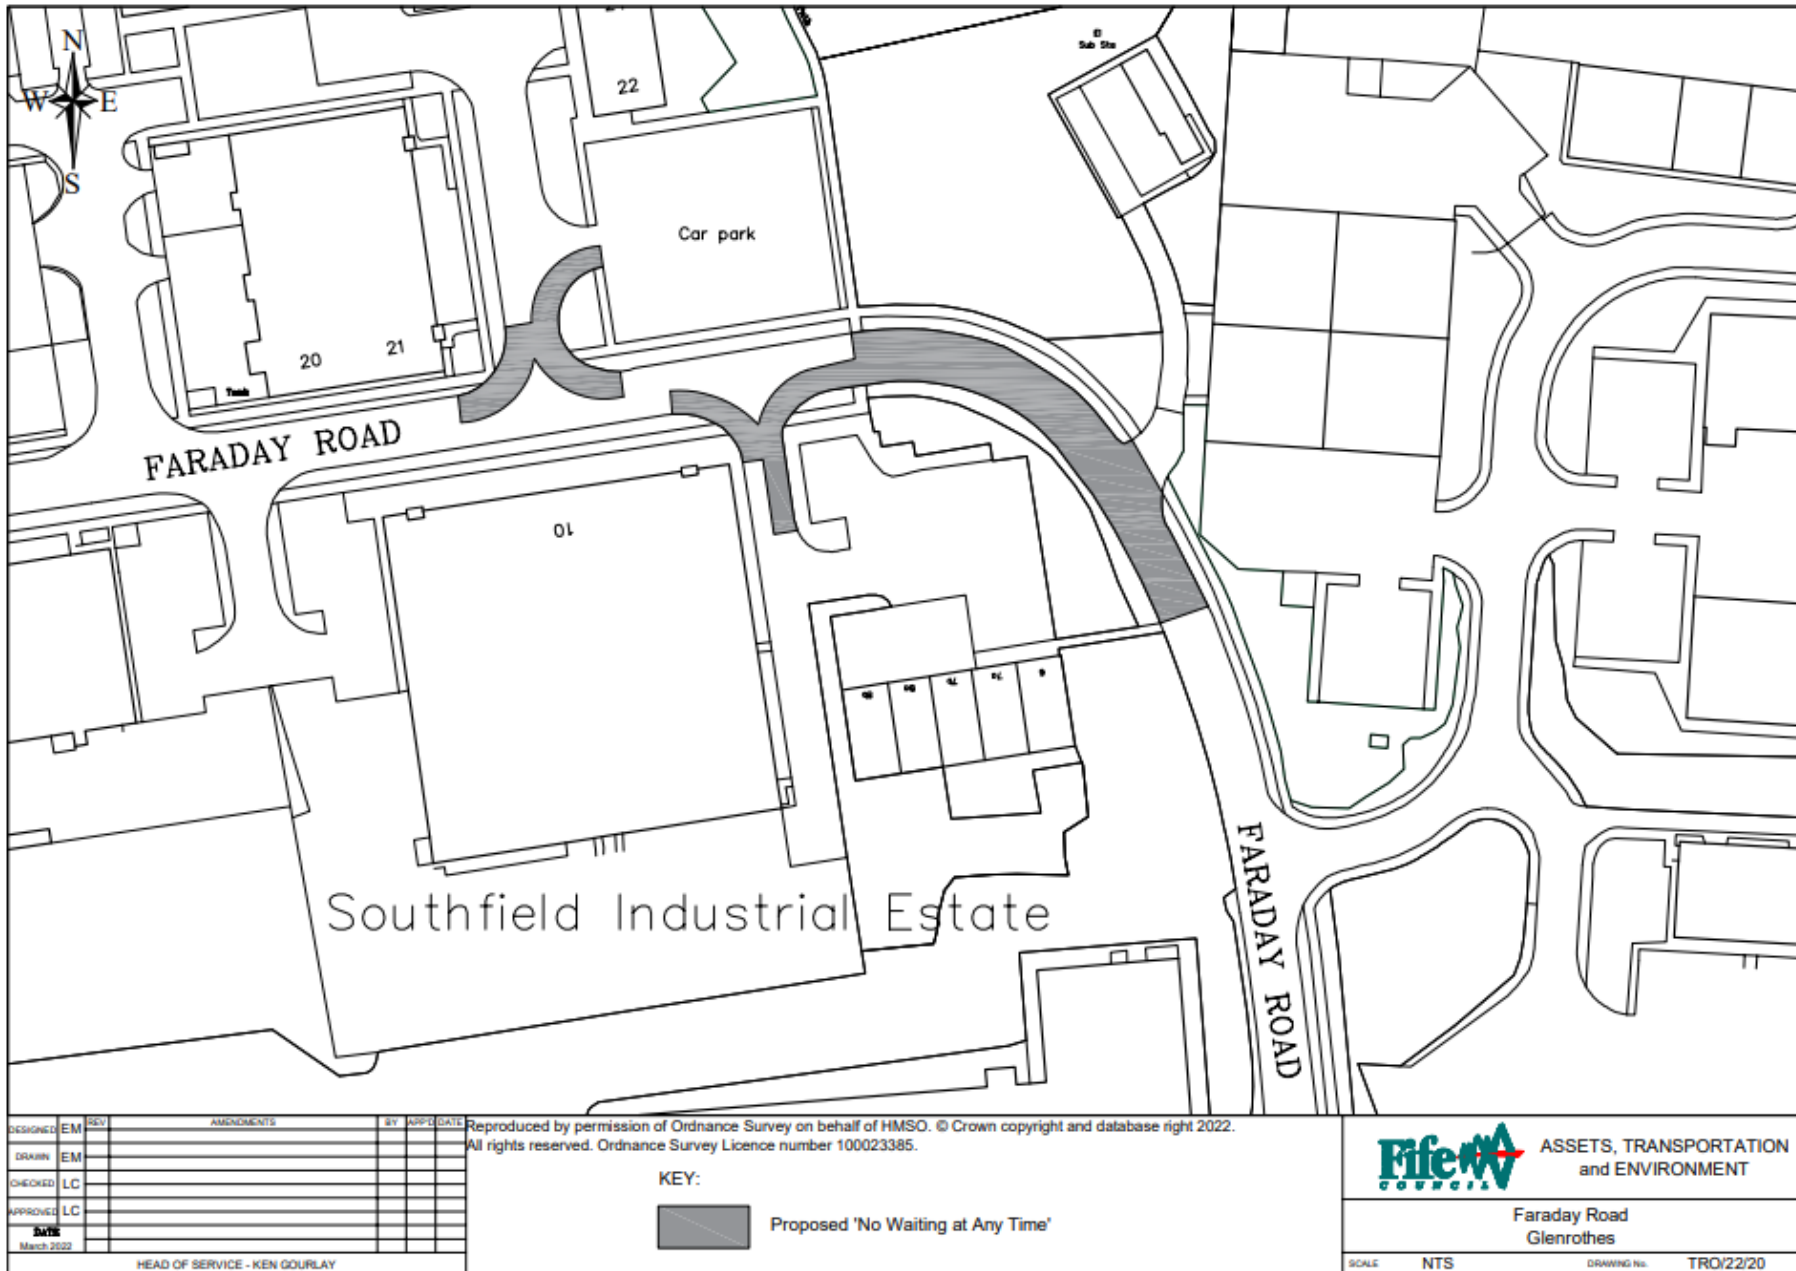 N
W E
S
22
Sub Sta
Car park
20
21
FARADAY ROAD
10
Southfield Industrial Estate
FARADAY ROAD
DESIGNED EM
DRAWN EM
CHECKED LC
APPROVED LC
DATE
March 2022
REV AMENDMENTS BY APP'D DATE
HEAD OF SERVICE - KEN GOURLAY
Reproduced by permission of Ordnance Survey on behalf of HMSO. © Crown copyright and database right 2022.
All rights reserved. Ordnance Survey Licence number 100023385.
KEY:
Proposed 'No Waiting at Any Time'
Fife
COUNCIL
ASSETS, TRANSPORTATION
and ENVIRONMENT
Faraday Road
Glenrothes
SCALE NTS
DRAWING No. TRO/22/20